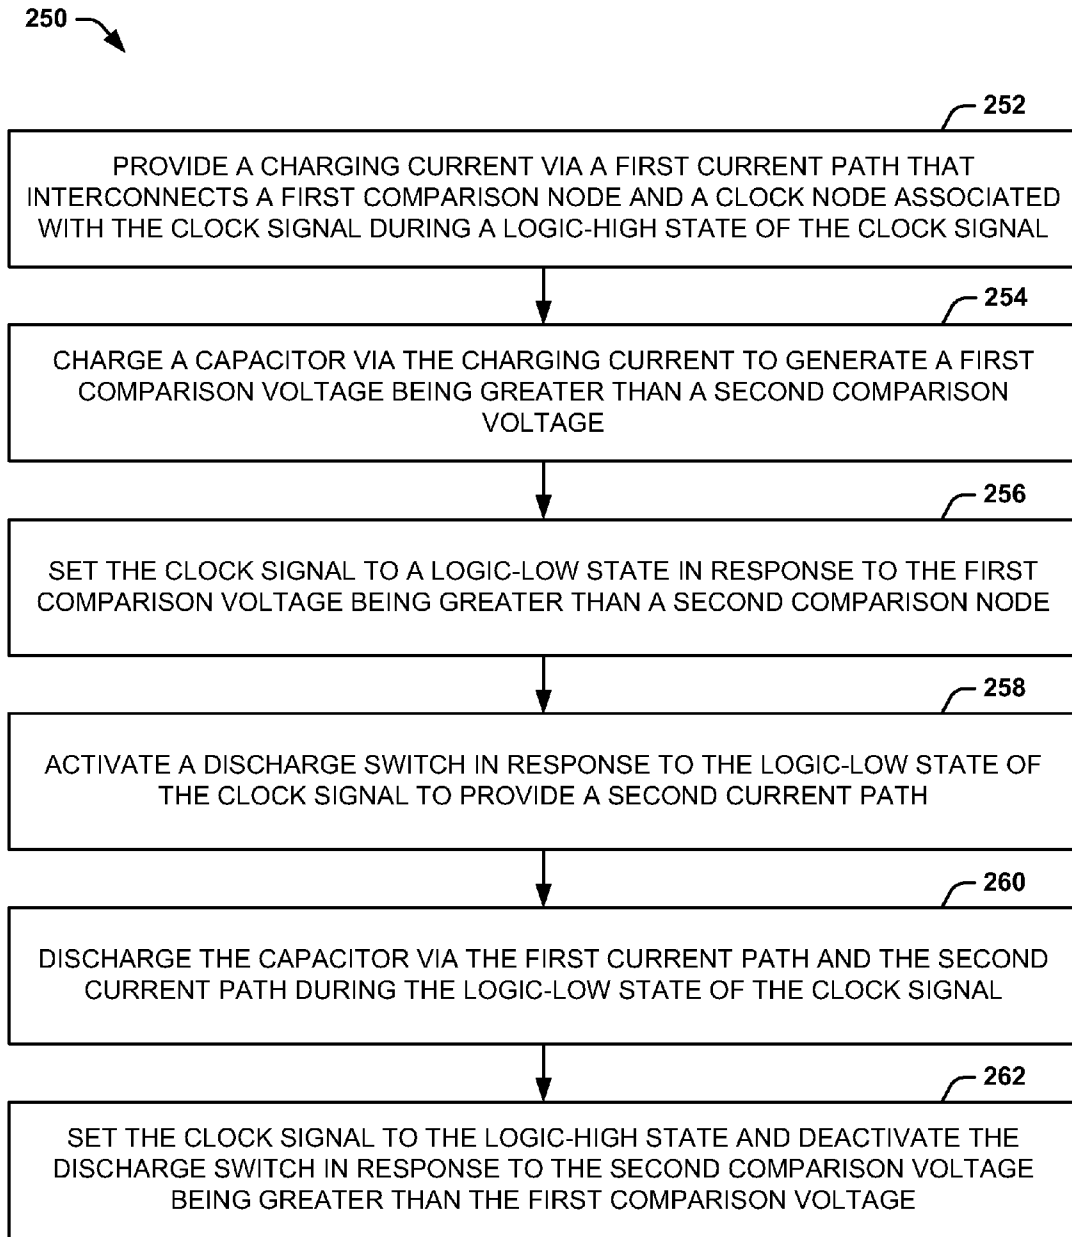 250
252
PROVIDE A CHARGING CURRENT VIA A FIRST CURRENT PATH THAT
INTERCONNECTS A FIRST COMPARISON NODE AND A CLOCK NODE ASSOCIATED
WITH THE CLOCK SIGNAL DURING A LOGIC-HIGH STATE OF THE CLOCK SIGNAL
254
CHARGE A CAPACITOR VIA THE CHARGING CURRENT TO GENERATE A FIRST
COMPARISON VOLTAGE BEING GREATER THAN A SECOND COMPARISON
VOLTAGE
256
SET THE CLOCK SIGNAL TO A LOGIC-LOW STATE IN RESPONSE TO THE FIRST
COMPARISON VOLTAGE BEING GREATER THAN A SECOND COMPARISON NODE
258
ACTIVATE A DISCHARGE SWITCH IN RESPONSE TO THE LOGIC-LOW STATE OF
THE CLOCK SIGNAL TO PROVIDE A SECOND CURRENT PATH
260
DISCHARGE THE CAPACITOR VIA THE FIRST CURRENT PATH AND THE SECOND
CURRENT PATH DURING THE LOGIC-LOW STATE OF THE CLOCK SIGNAL
262
SET THE CLOCK SIGNAL TO THE LOGIC-HIGH STATE AND DEACTIVATE THE
DISCHARGE SWITCH IN RESPONSE TO THE SECOND COMPARISON VOLTAGE
BEING GREATER THAN THE FIRST COMPARISON VOLTAGE